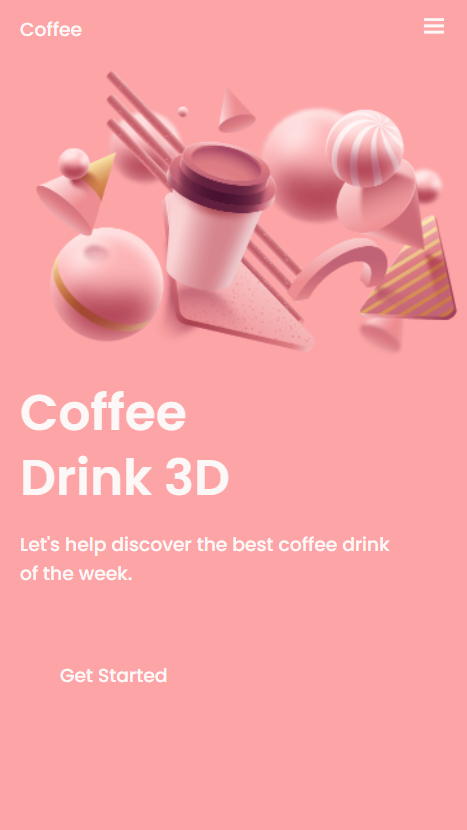 Coffee
Coffee
Drink 3D
Let's help discover the best coffee drink
of the week.
Get Started